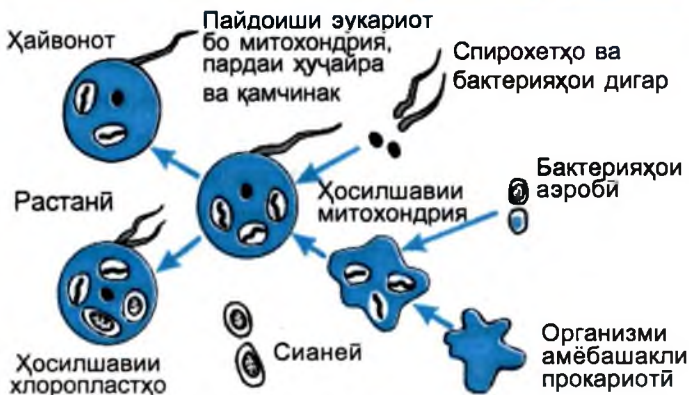 Ҳайвонот
Пайдоиши эукариот
бо митохондрия,
пардаи ҳуҷайра
ва қамчинак
Спирохетҳо ва
бактерияҳои дигар
Бактерияҳои
аэробӣ
Растанӣ
Ҳосилшавии
митохондрия
Ҳосилшавии
хлоропластҳо
Сианей
Организми
амёбашакли
прокариотӣ